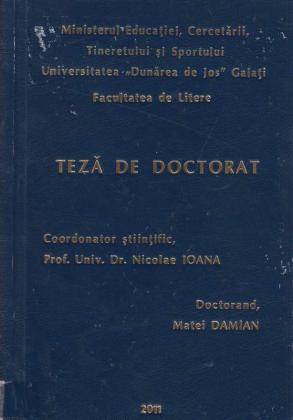 Ministerul Educației, Cercetării,
Tineretului și Sportului
Universitatea „Dunărea de Jos" Galați
Facultatea de Litere
TEZĂ DE DOCTORAT
Coordonator științific,
Prof. Univ. Dr. Nicolae IOANA
Doctorand,
Matei DAMIAN
2011